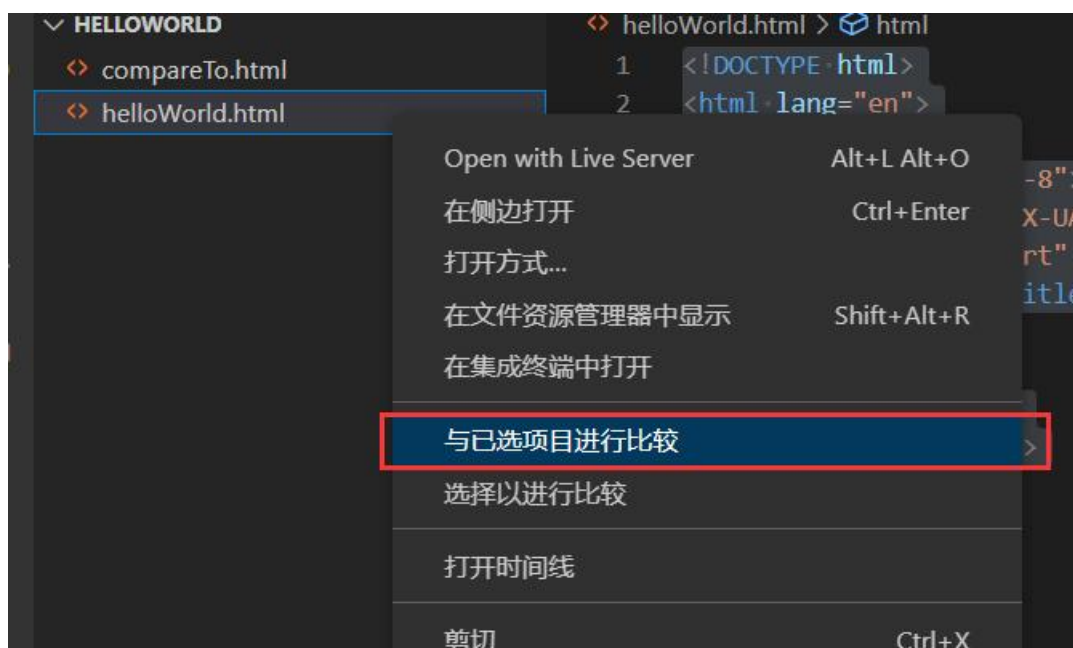 HELLOWORLD
compareTo.html
helloWorld.html
helloWorld.html > html
1 <!DOCTYPE html>
2 <html lang="en">
-8"
X-UA
rt"
itle
>
Open with Live Server Alt+L Alt+O
在侧边打开 Ctrl+Enter
打开方式...
在文件资源管理器中显示 Shift+Alt+R
在集成终端中打开
与已选项目进行比较
选择以进行比较
打开时间线
剪切 Ctrl+X